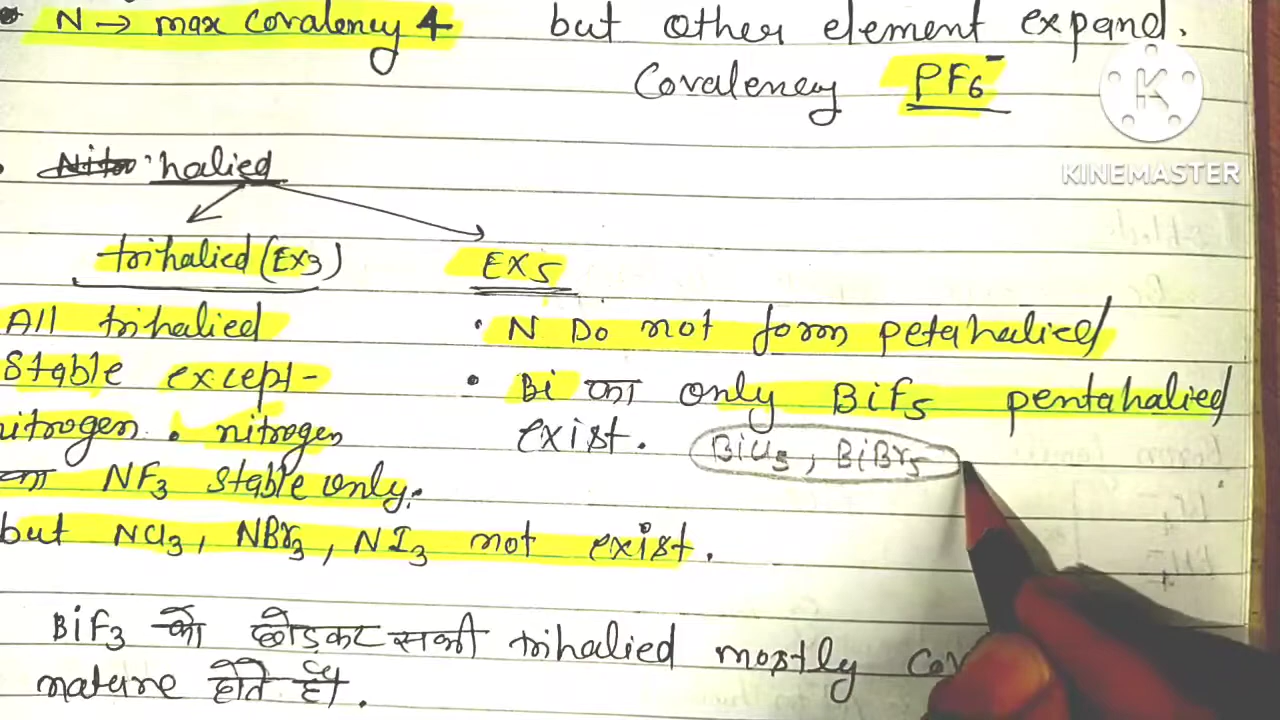 N → max covalency 4 but other element expand.
Covalency PF6⁻
KINEMASTER
halied
trihalied (EX3) EX5
All trihalied • N Do not form petahalied
Stable except- • Bi का only BiF5 pentahalied
nitrogen . nitrogen exist. BiCl5, BiBr5
का NF3 stable only.
but NCl3, NBr3, NI3 not exist.
BiF3 को छोड़कर सभी trihalied mostly
nature होते है.